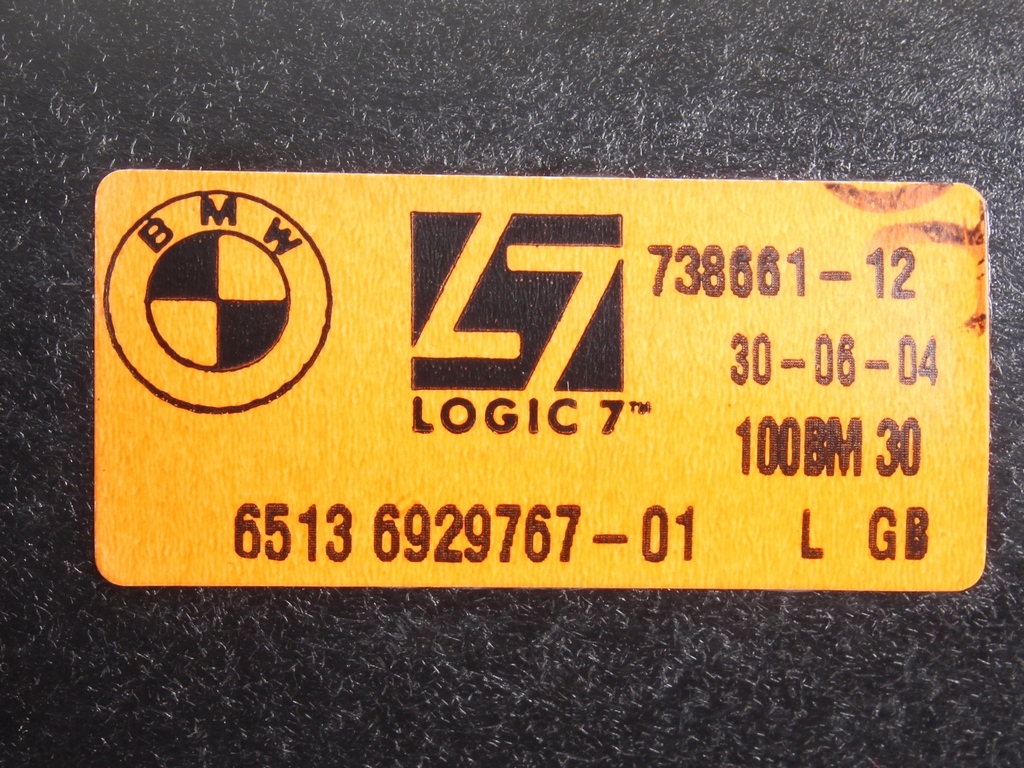 BMW
738661-12
30-06-04
LOGIC 7™
100BM 30
6513 6929767-01 L GB